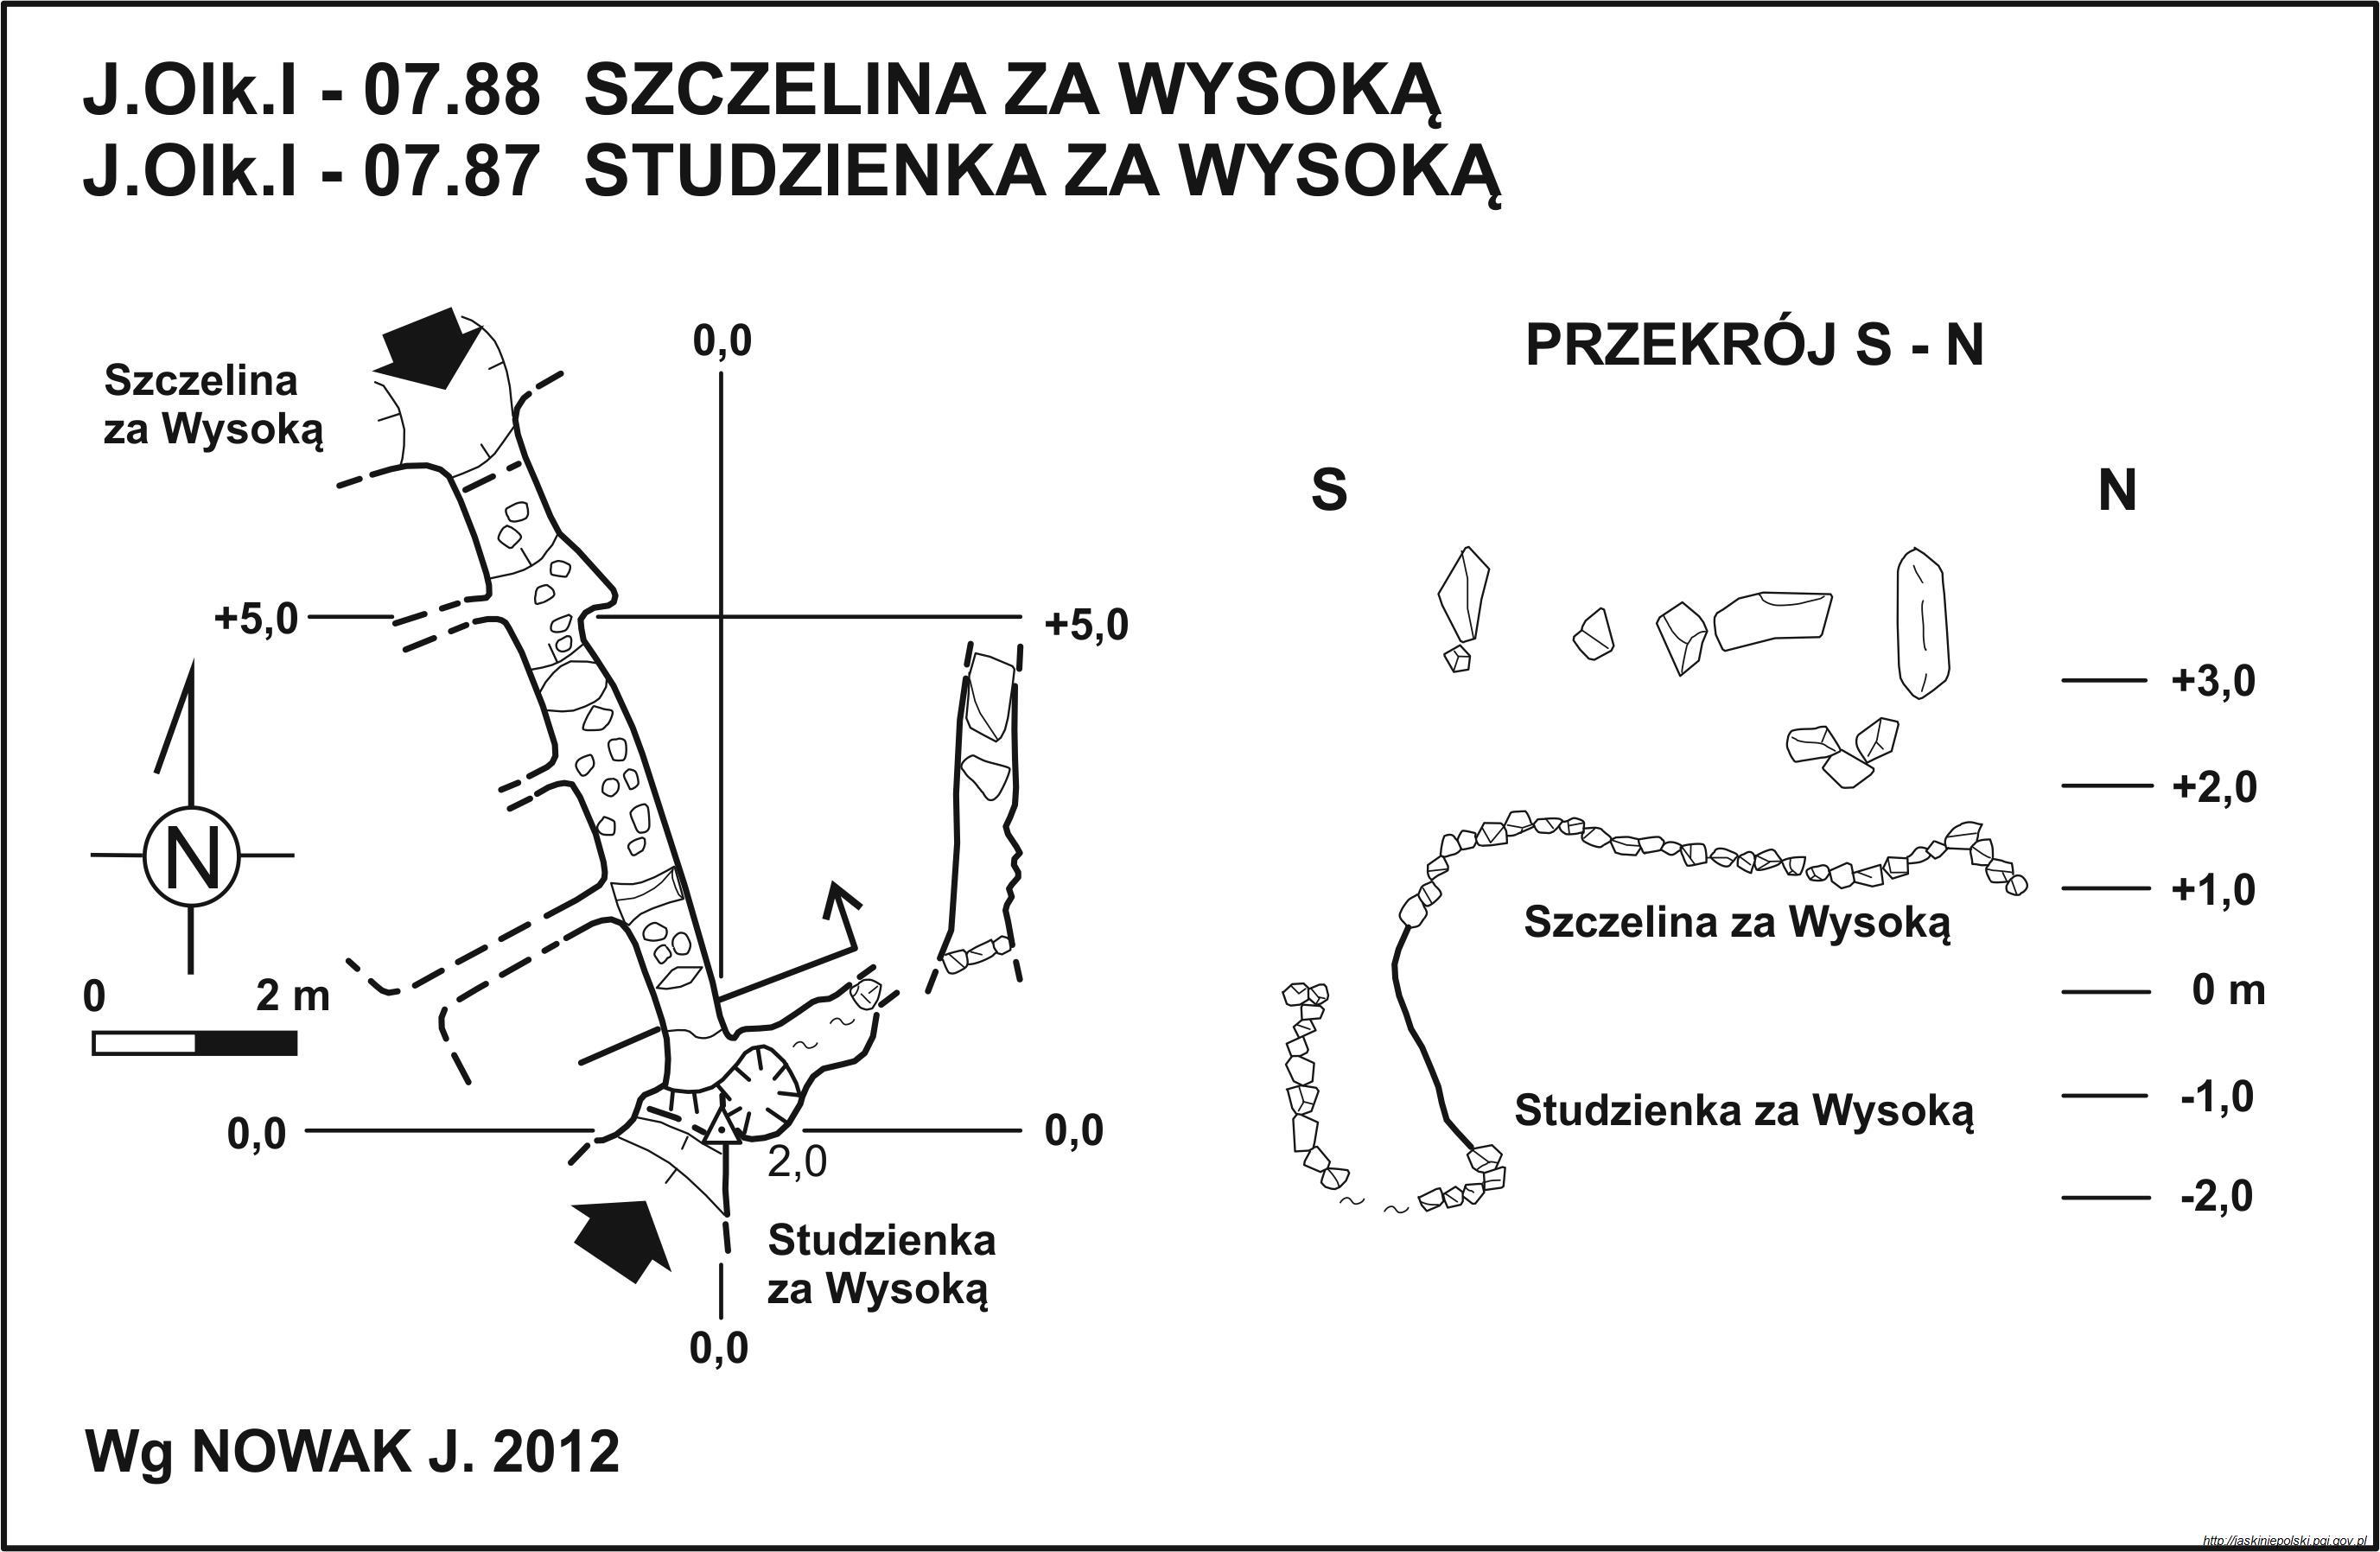 J.Olk.I - 07.88 SZCZELINA ZA WYSOKĄ
J.Olk.I - 07.87 STUDZIENKA ZA WYSOKĄ
Szczelina
za Wysoką
0,0
+5,0
+5,0
N
0
2 m
0,0
0,0
2,0
Studzienka
za Wysoką
0,0
PRZEKRÓJ S - N
S
N
+3,0
+2,0
+1,0
Szczelina za Wysoką
0 m
Studzienka za Wysoką
-1,0
-2,0
Wg NOWAK J. 2012
http://jaskiniepolski.pgi.gov.pl